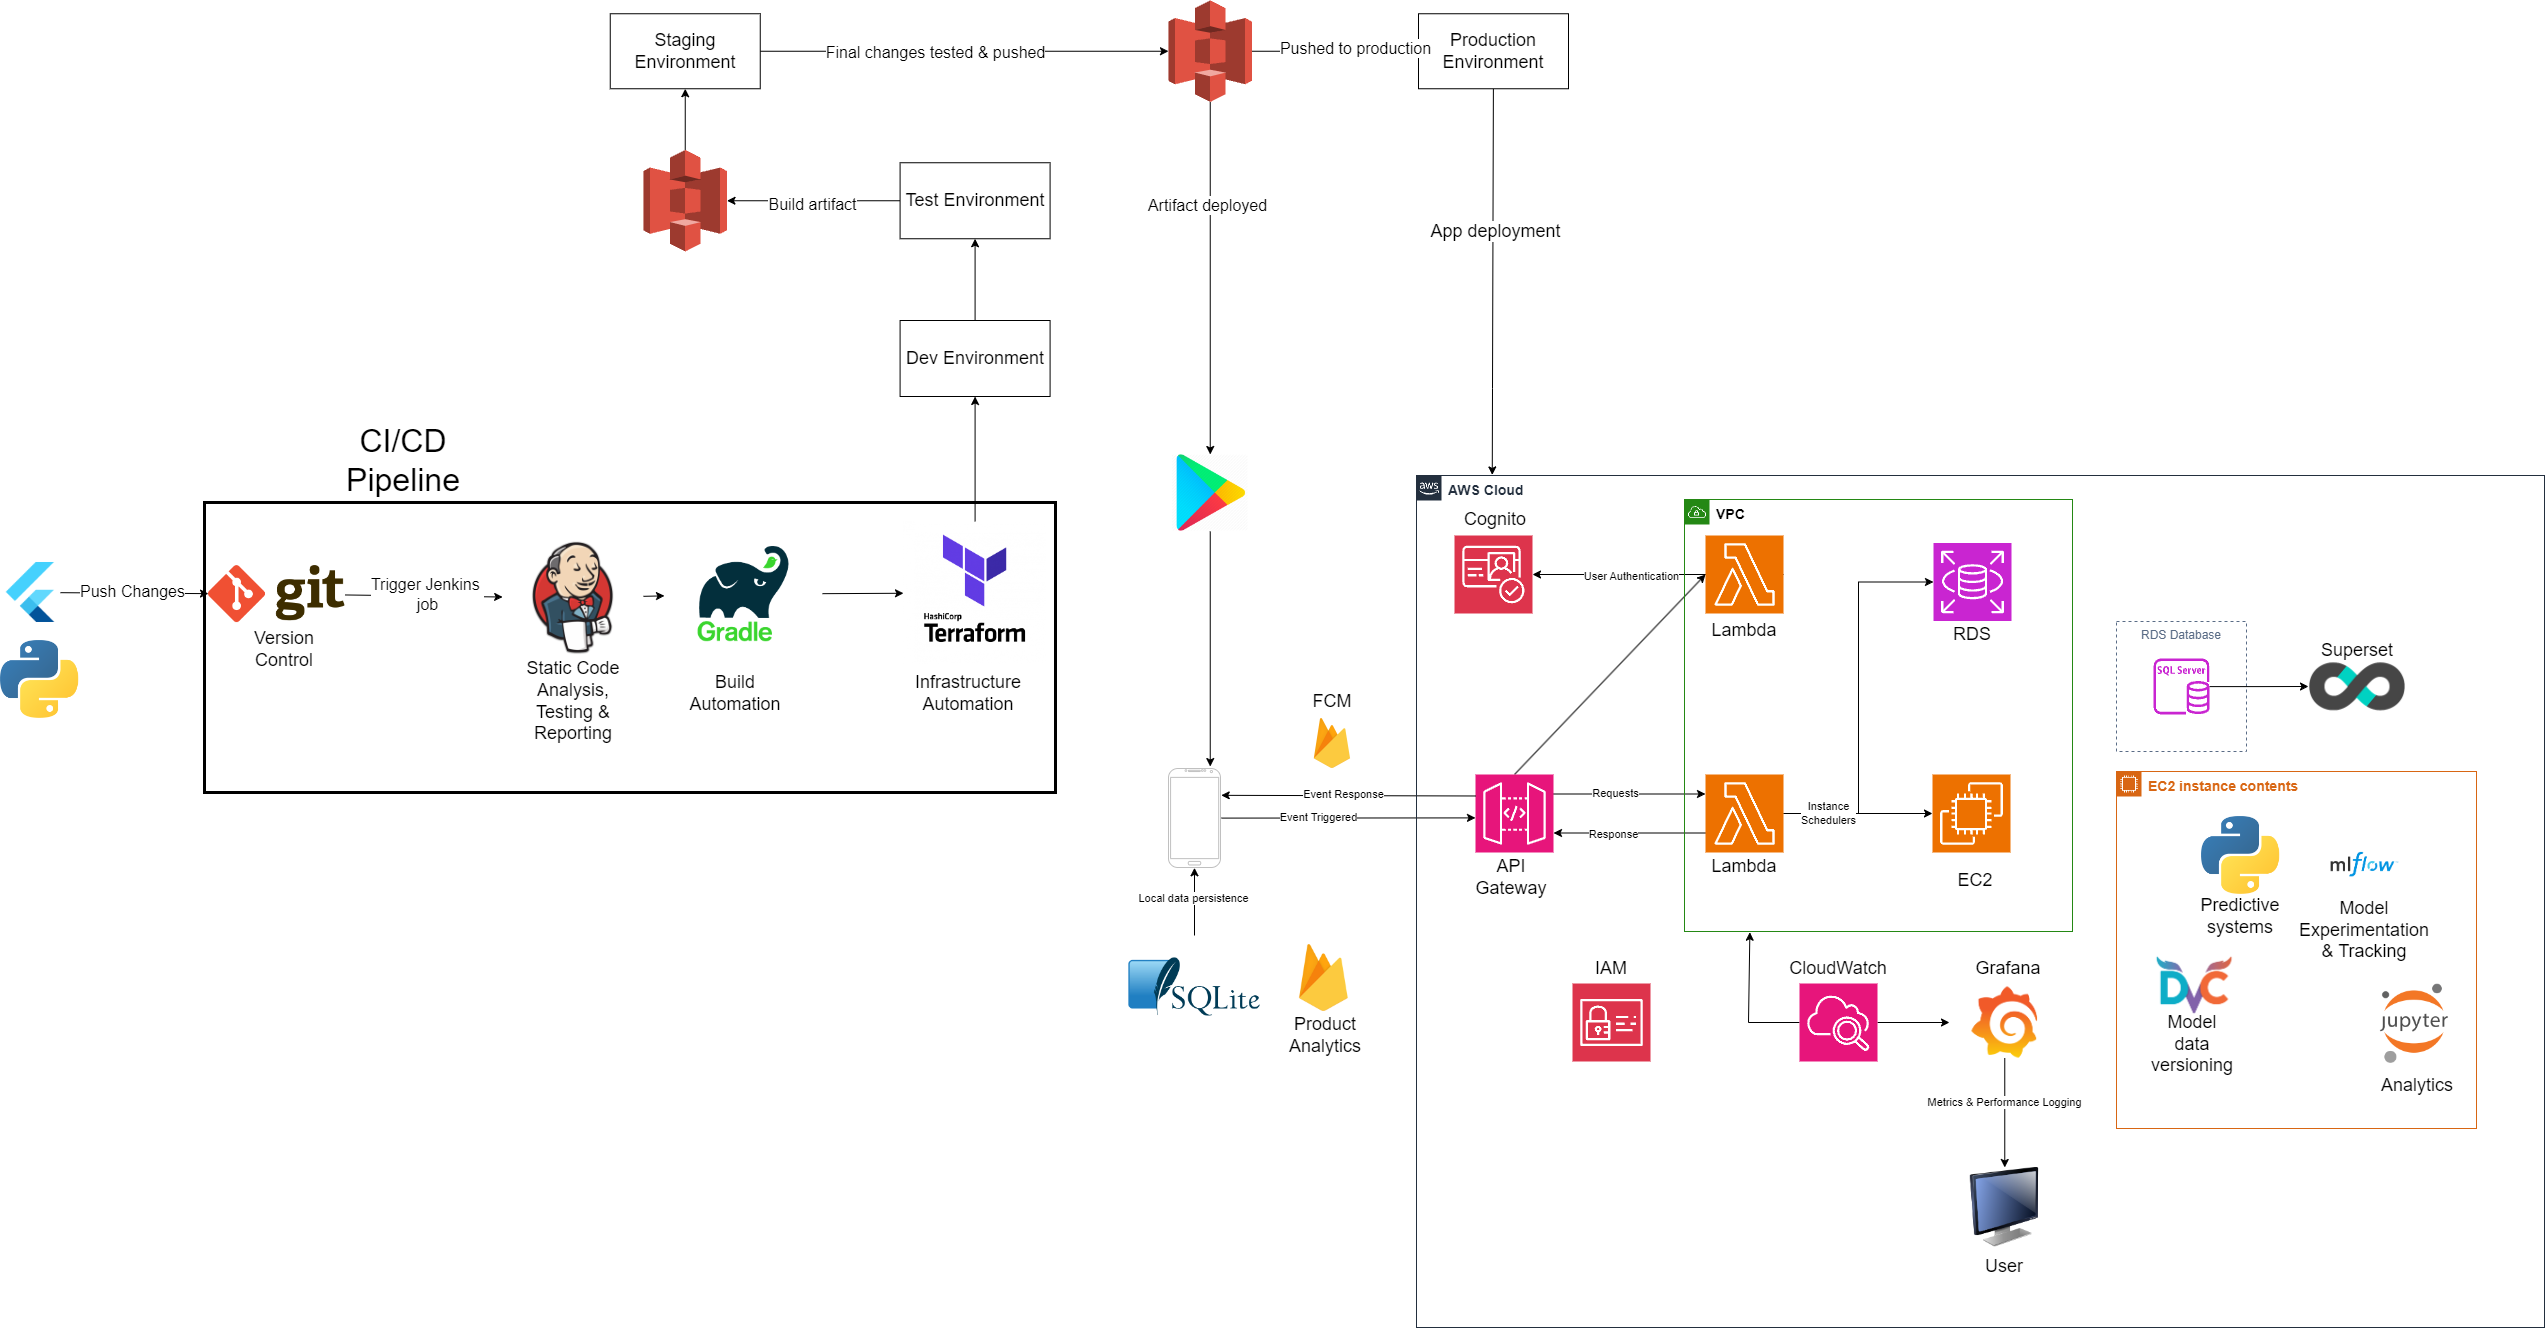 Staging
Environment
Final changes tested & pushed
Pushed to production
Production
Environment
Build artifact
Test Environment
Artifact deployed
App deployment
Dev Environment
CI/CD
Pipeline
Push Changes
git
Version
Control
Trigger Jenkins
job
Static Code
Analysis,
Testing &
Reporting
Gradle
Build
Automation
HashiCorp
Terraform
Infrastructure
Automation
FCM
Event Response
Event Triggered
Local data persistence
SQLite
Product
Analytics
aws
AWS Cloud
Cognito
VPC
User Authentication
Lambda
RDS
API
Gateway
Requests
Response
Lambda
Instance
Schedulers
EC2
RDS Database
SQL Server
Superset
EC2 instance contents
Predictive
systems
mlflow
Model
Experimentation
& Tracking
DVC
Model
data
versioning
jupyter
Analytics
IAM
CloudWatch
Grafana
Metrics & Performance Logging
User